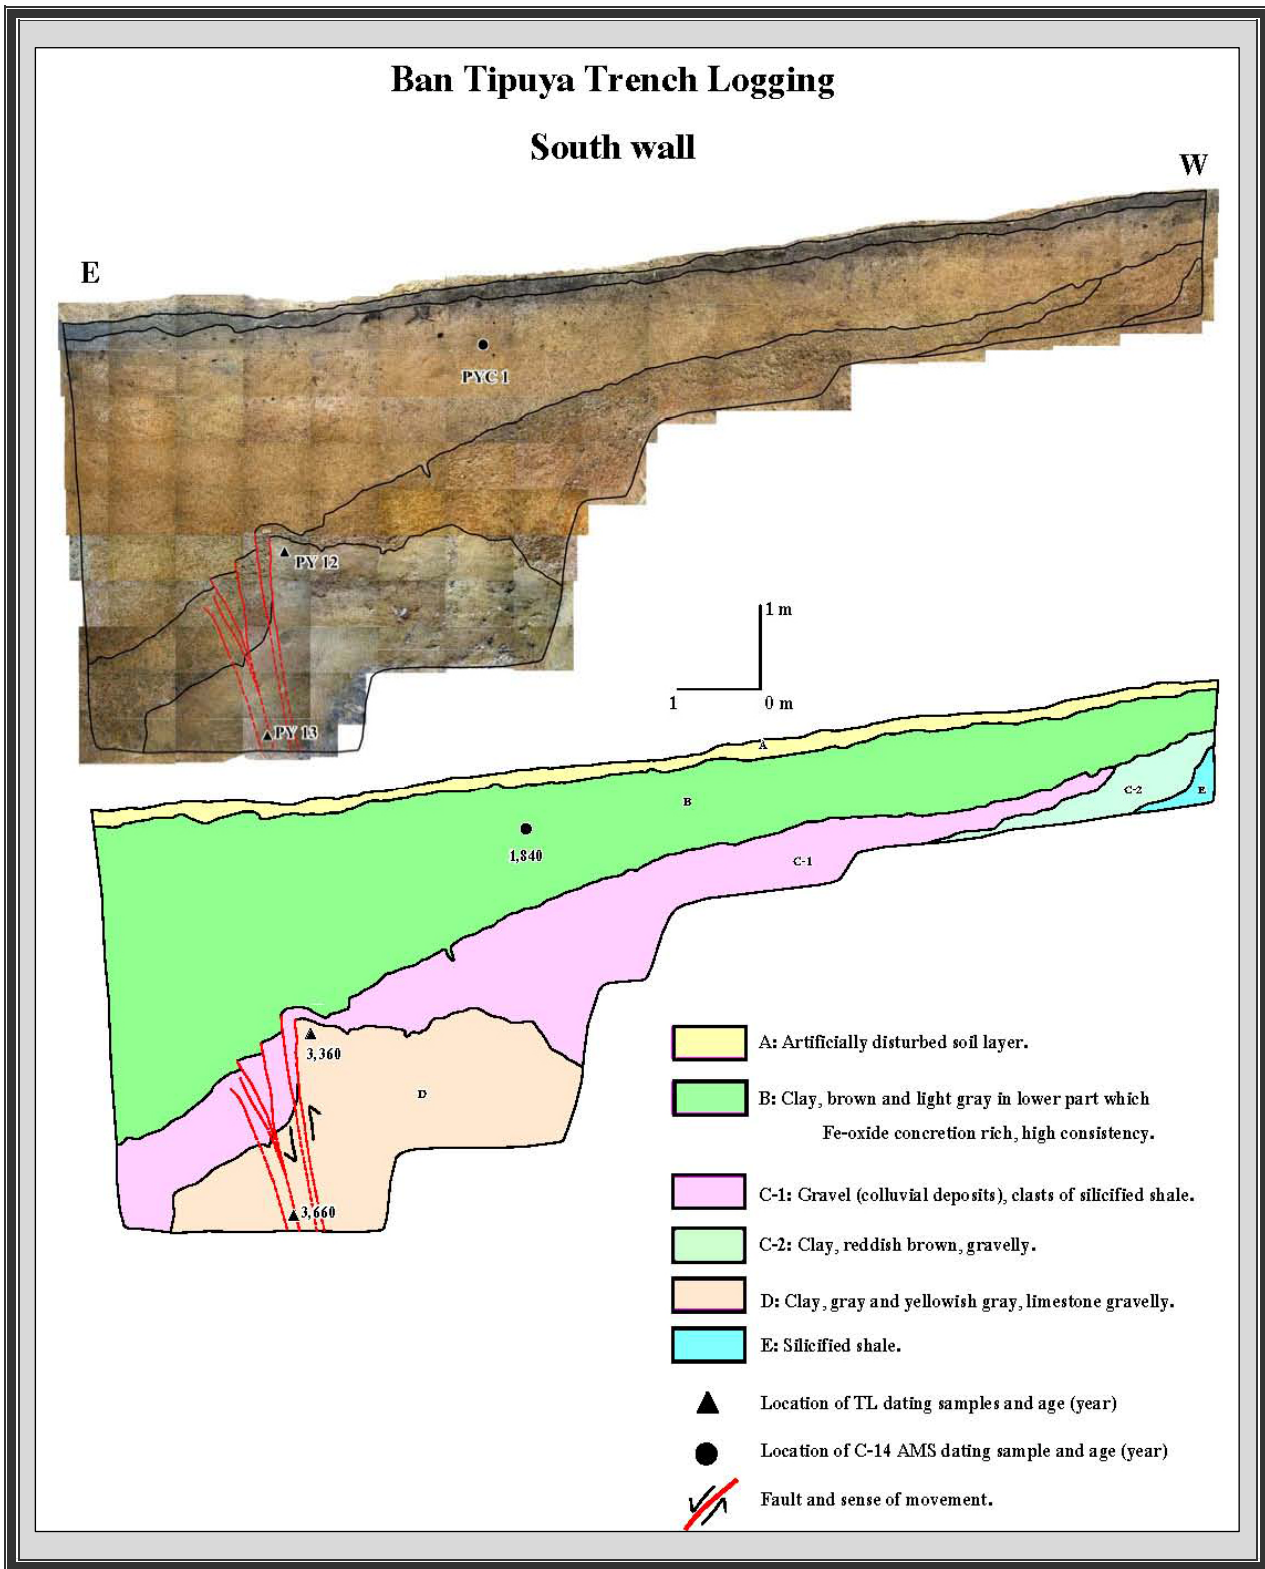 Ban Tipuya Trench Logging
South wall
W
E
PYC 1
PY 12
PY 13
1 m
1 0 m
A
B
C-2
E
1,840
C-1
3,360
D
3,660
A: Artificially disturbed soil layer.
B: Clay, brown and light gray in lower part which
Fe-oxide concretion rich, high consistency.
C-1: Gravel (colluvial deposits), clasts of silicified shale.
C-2: Clay, reddish brown, gravelly.
D: Clay, gray and yellowish gray, limestone gravelly.
E: Silicified shale.
Location of TL dating samples and age (year)
Location of C-14 AMS dating sample and age (year)
Fault and sense of movement.